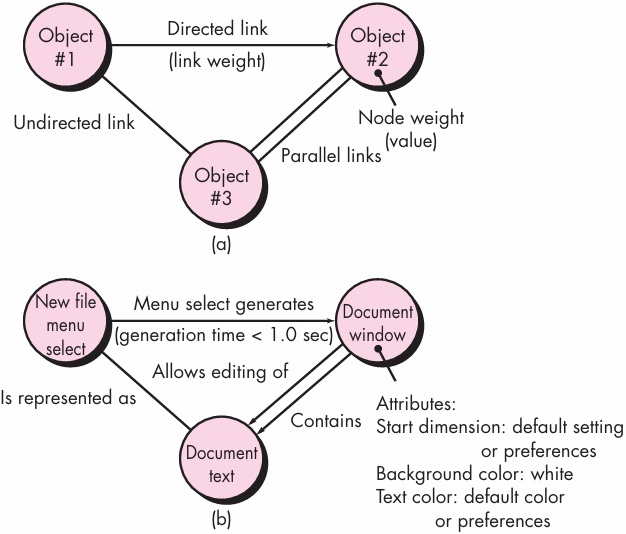 Object
#1
Directed link
(link weight)
Object
#2
Undirected link
Node weight
(value)
Parallel links
Object
#3
(a)
New file
menu
select
Menu select generates
(generation time < 1.0 sec)
Document
window
Allows editing of
Is represented as
Contains
Attributes:
Start dimension: default setting
or preferences
Background color: white
Text color: default color
or preferences
Document
text
(b)